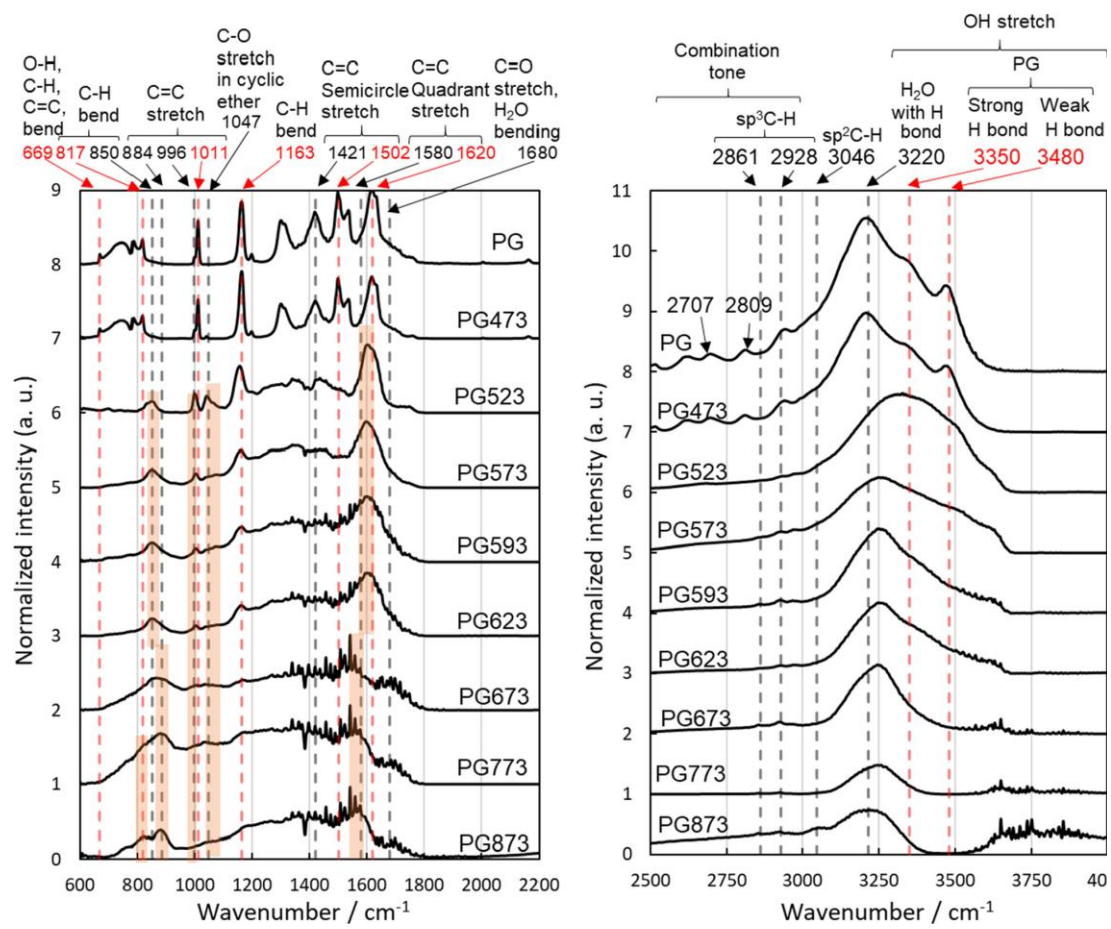 O-H,
C-H,
C=C,
bend
669 817
C-H
bend
850
C=C
stretch
884 996 1011
C-O
stretch
in cyclic
ether
1047
C-H
bend
1163
C=C
Semicircle
stretch
1421 1502
C=C
Quadrant
stretch
1580 1620
C=O
stretch,
H2O
bending
1680
Normalized intensity (a. u.)
9
8
7
6
5
4
3
2
1
0
PG
PG473
PG523
PG573
PG593
PG623
PG673
PG773
PG873
600 800 1000 1200 1400 1600 1800 2000 2200
Wavenumber / cm-1
Combination
tone
sp3C-H
2861 2928
sp2C-H
3046
OH stretch
H2O
with H
bond
3220
PG
Strong
H bond
3350
Weak
H bond
3480
Normalized intensity (a. u.)
11
10
9
8
7
6
5
4
3
2
1
0
2707 2809
PG
PG473
PG523
PG573
PG593
PG623
PG673
PG773
PG873
2500 2750 3000 3250 3500 3750 40
Wavenumber / cm-1